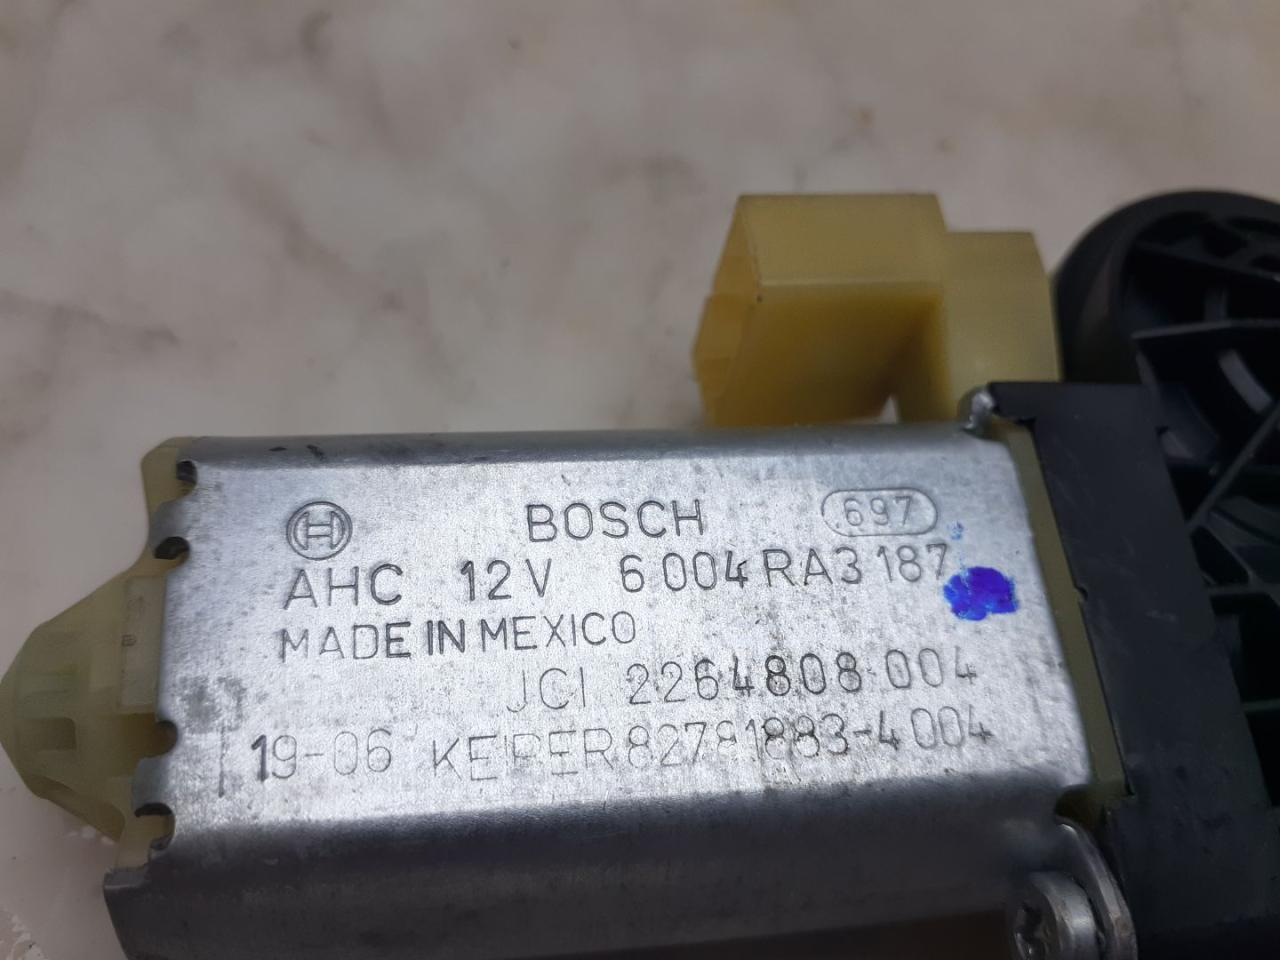 BOSCH 697
AHC 12V 6 004 RA3 187
MADE IN MEXICO
JCI 2264808 004
19-06 KEIPER 82781883-4 004